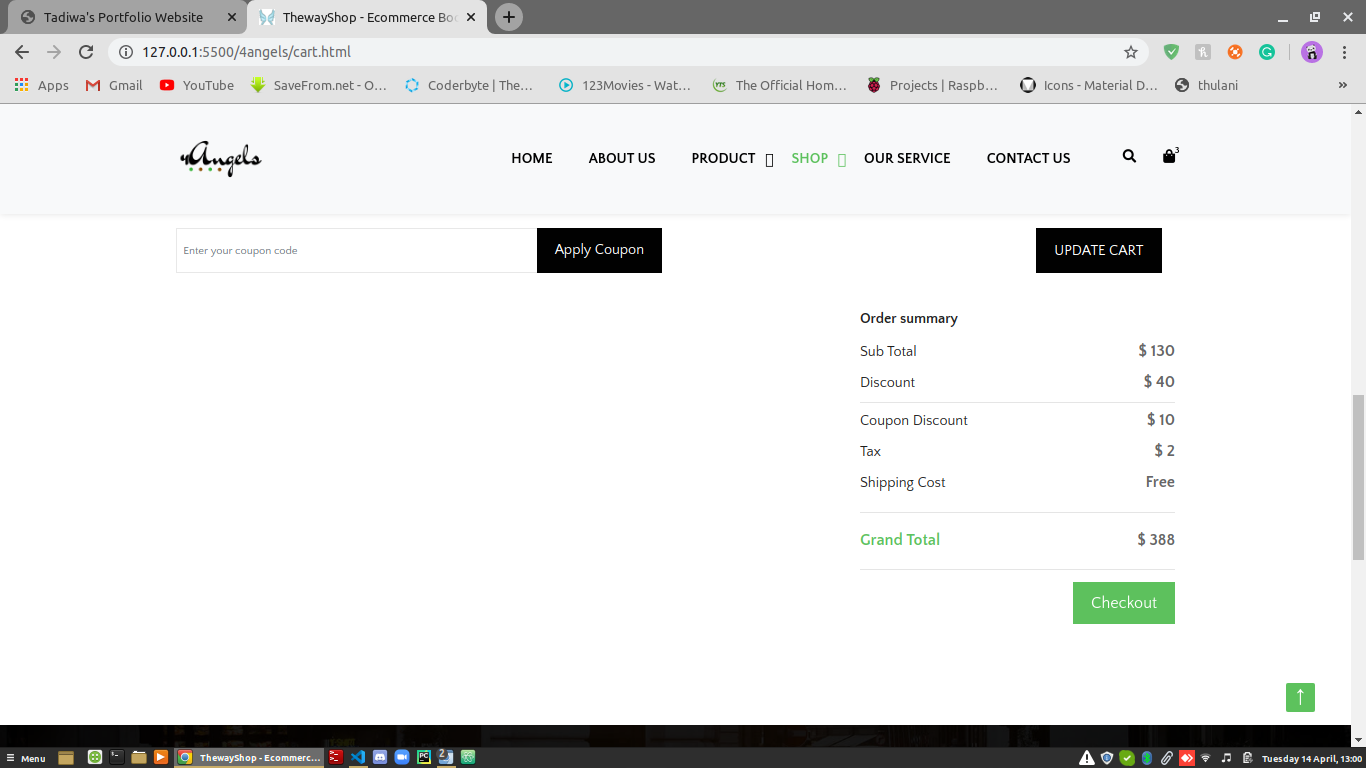 Tadiwa's Portfolio Website
ThewayShop - Ecommerce Boo
127.0.0.1:5500/4angels/cart.html
Apps Gmail YouTube SaveFrom.net - O... Coderbyte | The... 123Movies - Wat... The Official Hom... Projects | Raspb... Icons - Material D... thulani »
4Angels HOME ABOUT US PRODUCT SHOP OUR SERVICE CONTACT US 3
Enter your coupon code Apply Coupon UPDATE CART
Order summary
Sub Total $ 130
Discount $ 40
Coupon Discount $ 10
Tax $ 2
Shipping Cost Free
Grand Total $ 388
Checkout
Menu ThewayShop - Ecommerc... 2 Tuesday 14 April, 13:00